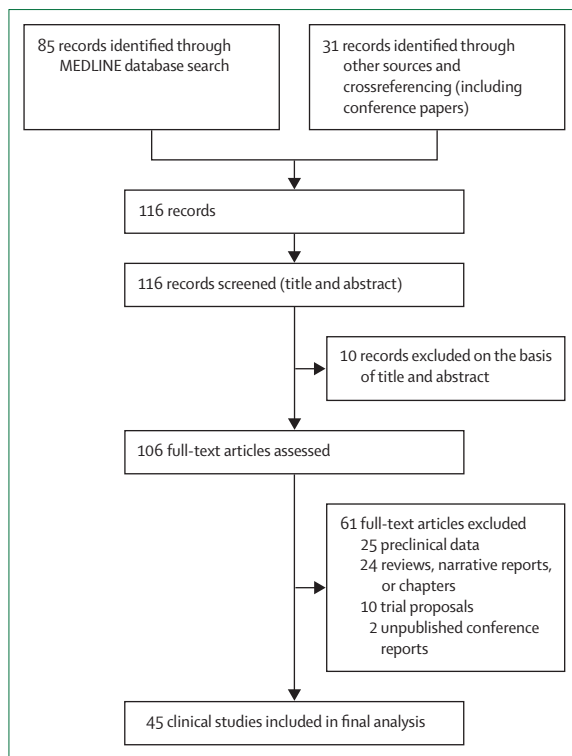 85 records identified through
MEDLINE database search
31 records identified through
other sources and
crossreferencing (including
conference papers)
116 records
116 records screened (title and abstract)
10 records excluded on the basis
of title and abstract
106 full-text articles assessed
61 full-text articles excluded
25 preclinical data
24 reviews, narrative reports,
or chapters
10 trial proposals
2 unpublished conference
reports
45 clinical studies included in final analysis